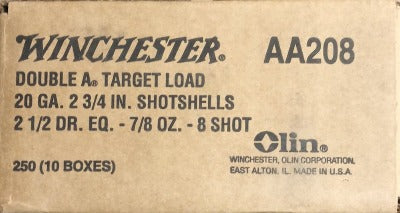 WINCHESTER® AA208
DOUBLE A® TARGET LOAD
20 GA. 2 3/4 IN. SHOTSHELLS
2 1/2 DR. EQ. - 7/8 OZ. - 8 SHOT
Olin®
WINCHESTER, OLIN CORPORATION,
EAST ALTON, IL. MADE IN U.S.A.
250 (10 BOXES)